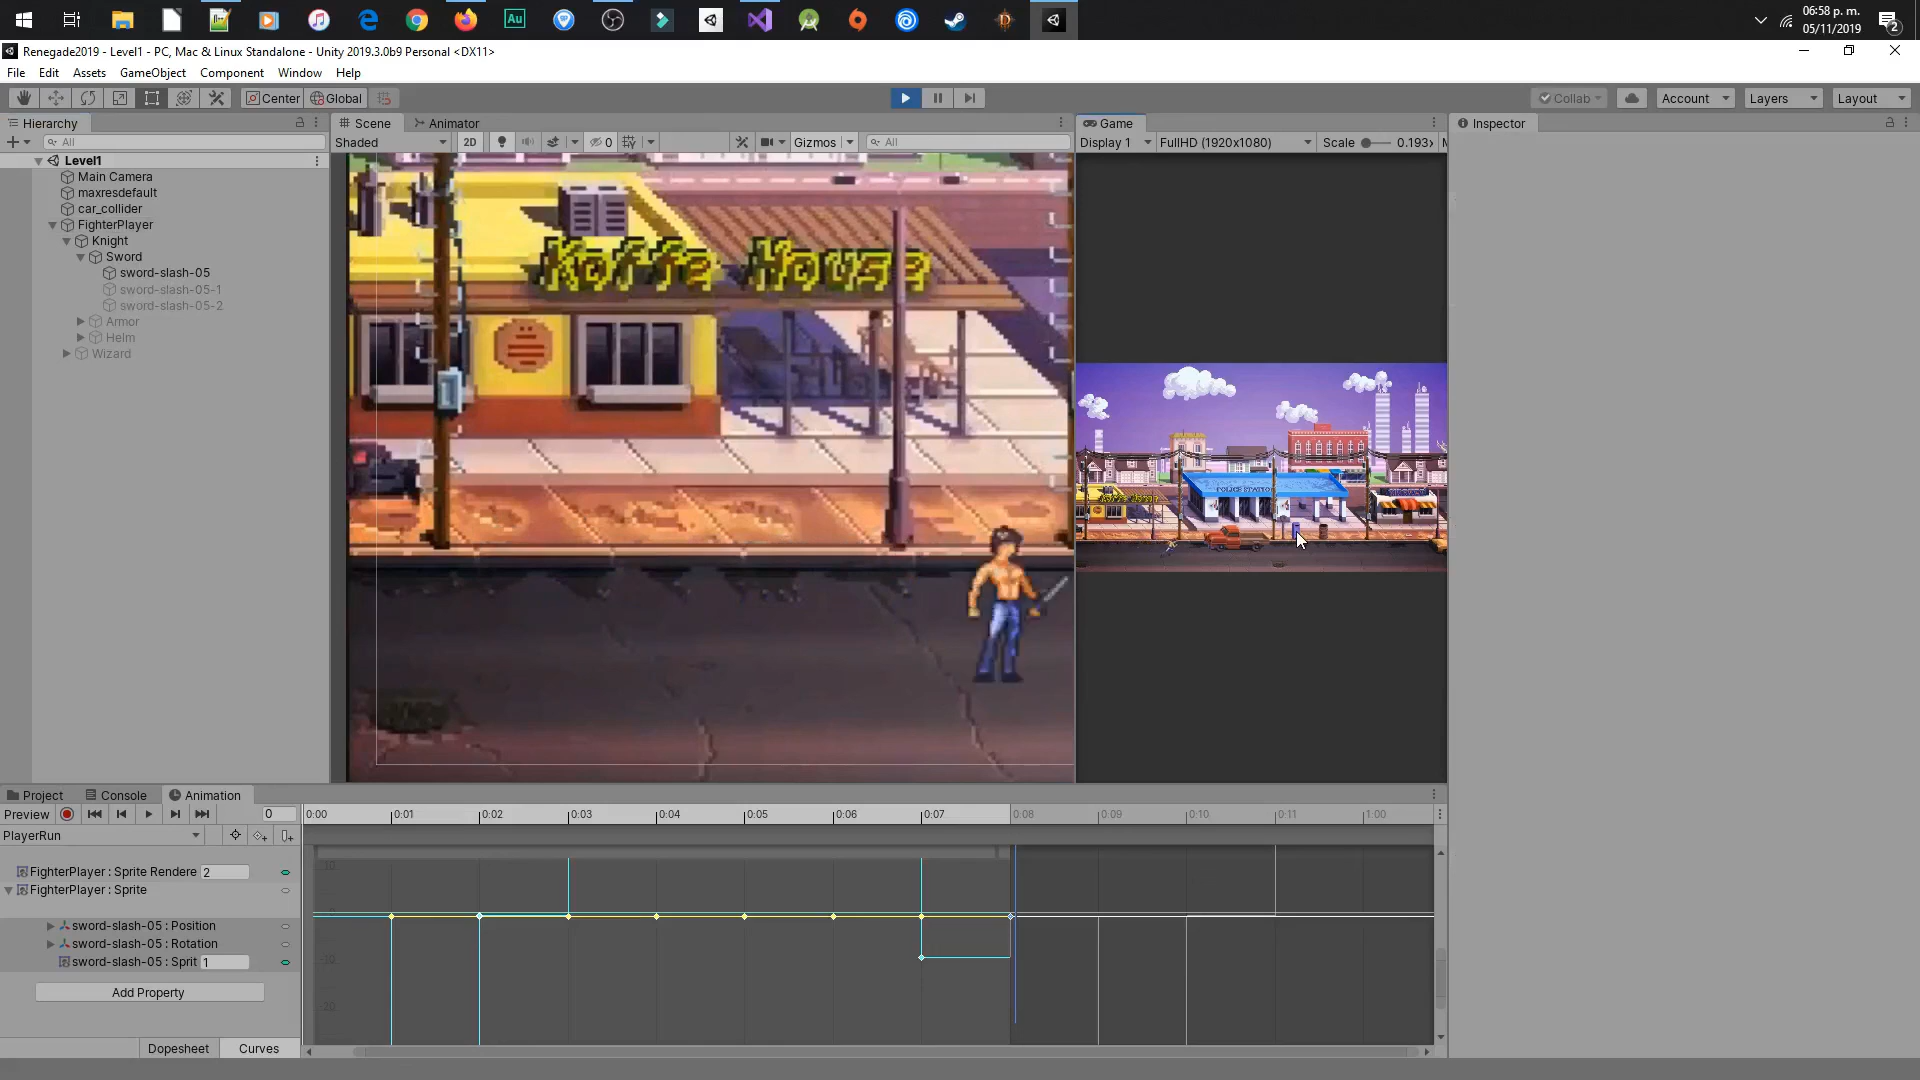 Au
06:58 p. m.
05/11/2019
2
Renegade2019 - Level1 - PC, Mac & Linux Standalone - Unity 2019.3.0b9 Personal <DX11>
File Edit Assets GameObject Component Window Help
Center Global Collab Account Layers Layout
Hierarchy Scene Animator Game Inspector
All Shaded 2D 0 Gizmos All Display 1 FullHD (1920x1080) Scale 0.193x
Level1
Main Camera
maxresdefault
car_collider
FighterPlayer
Knight
Sword
sword-slash-05
sword-slash-05-1
sword-slash-05-2
Armor
Helm
Wizard
Koffe House
POLICE STATION
Project Console Animation
Preview 0 0:00 0:01 0:02 0:03 0:04 0:05 0:06 0:07 0:08 0:09 0:10 0:11 1:00
PlayerRun
FighterPlayer : Sprite Rendere 2
FighterPlayer : Sprite
sword-slash-05 : Position
sword-slash-05 : Rotation
sword-slash-05 : Sprit 1
Add Property
Dopesheet Curves